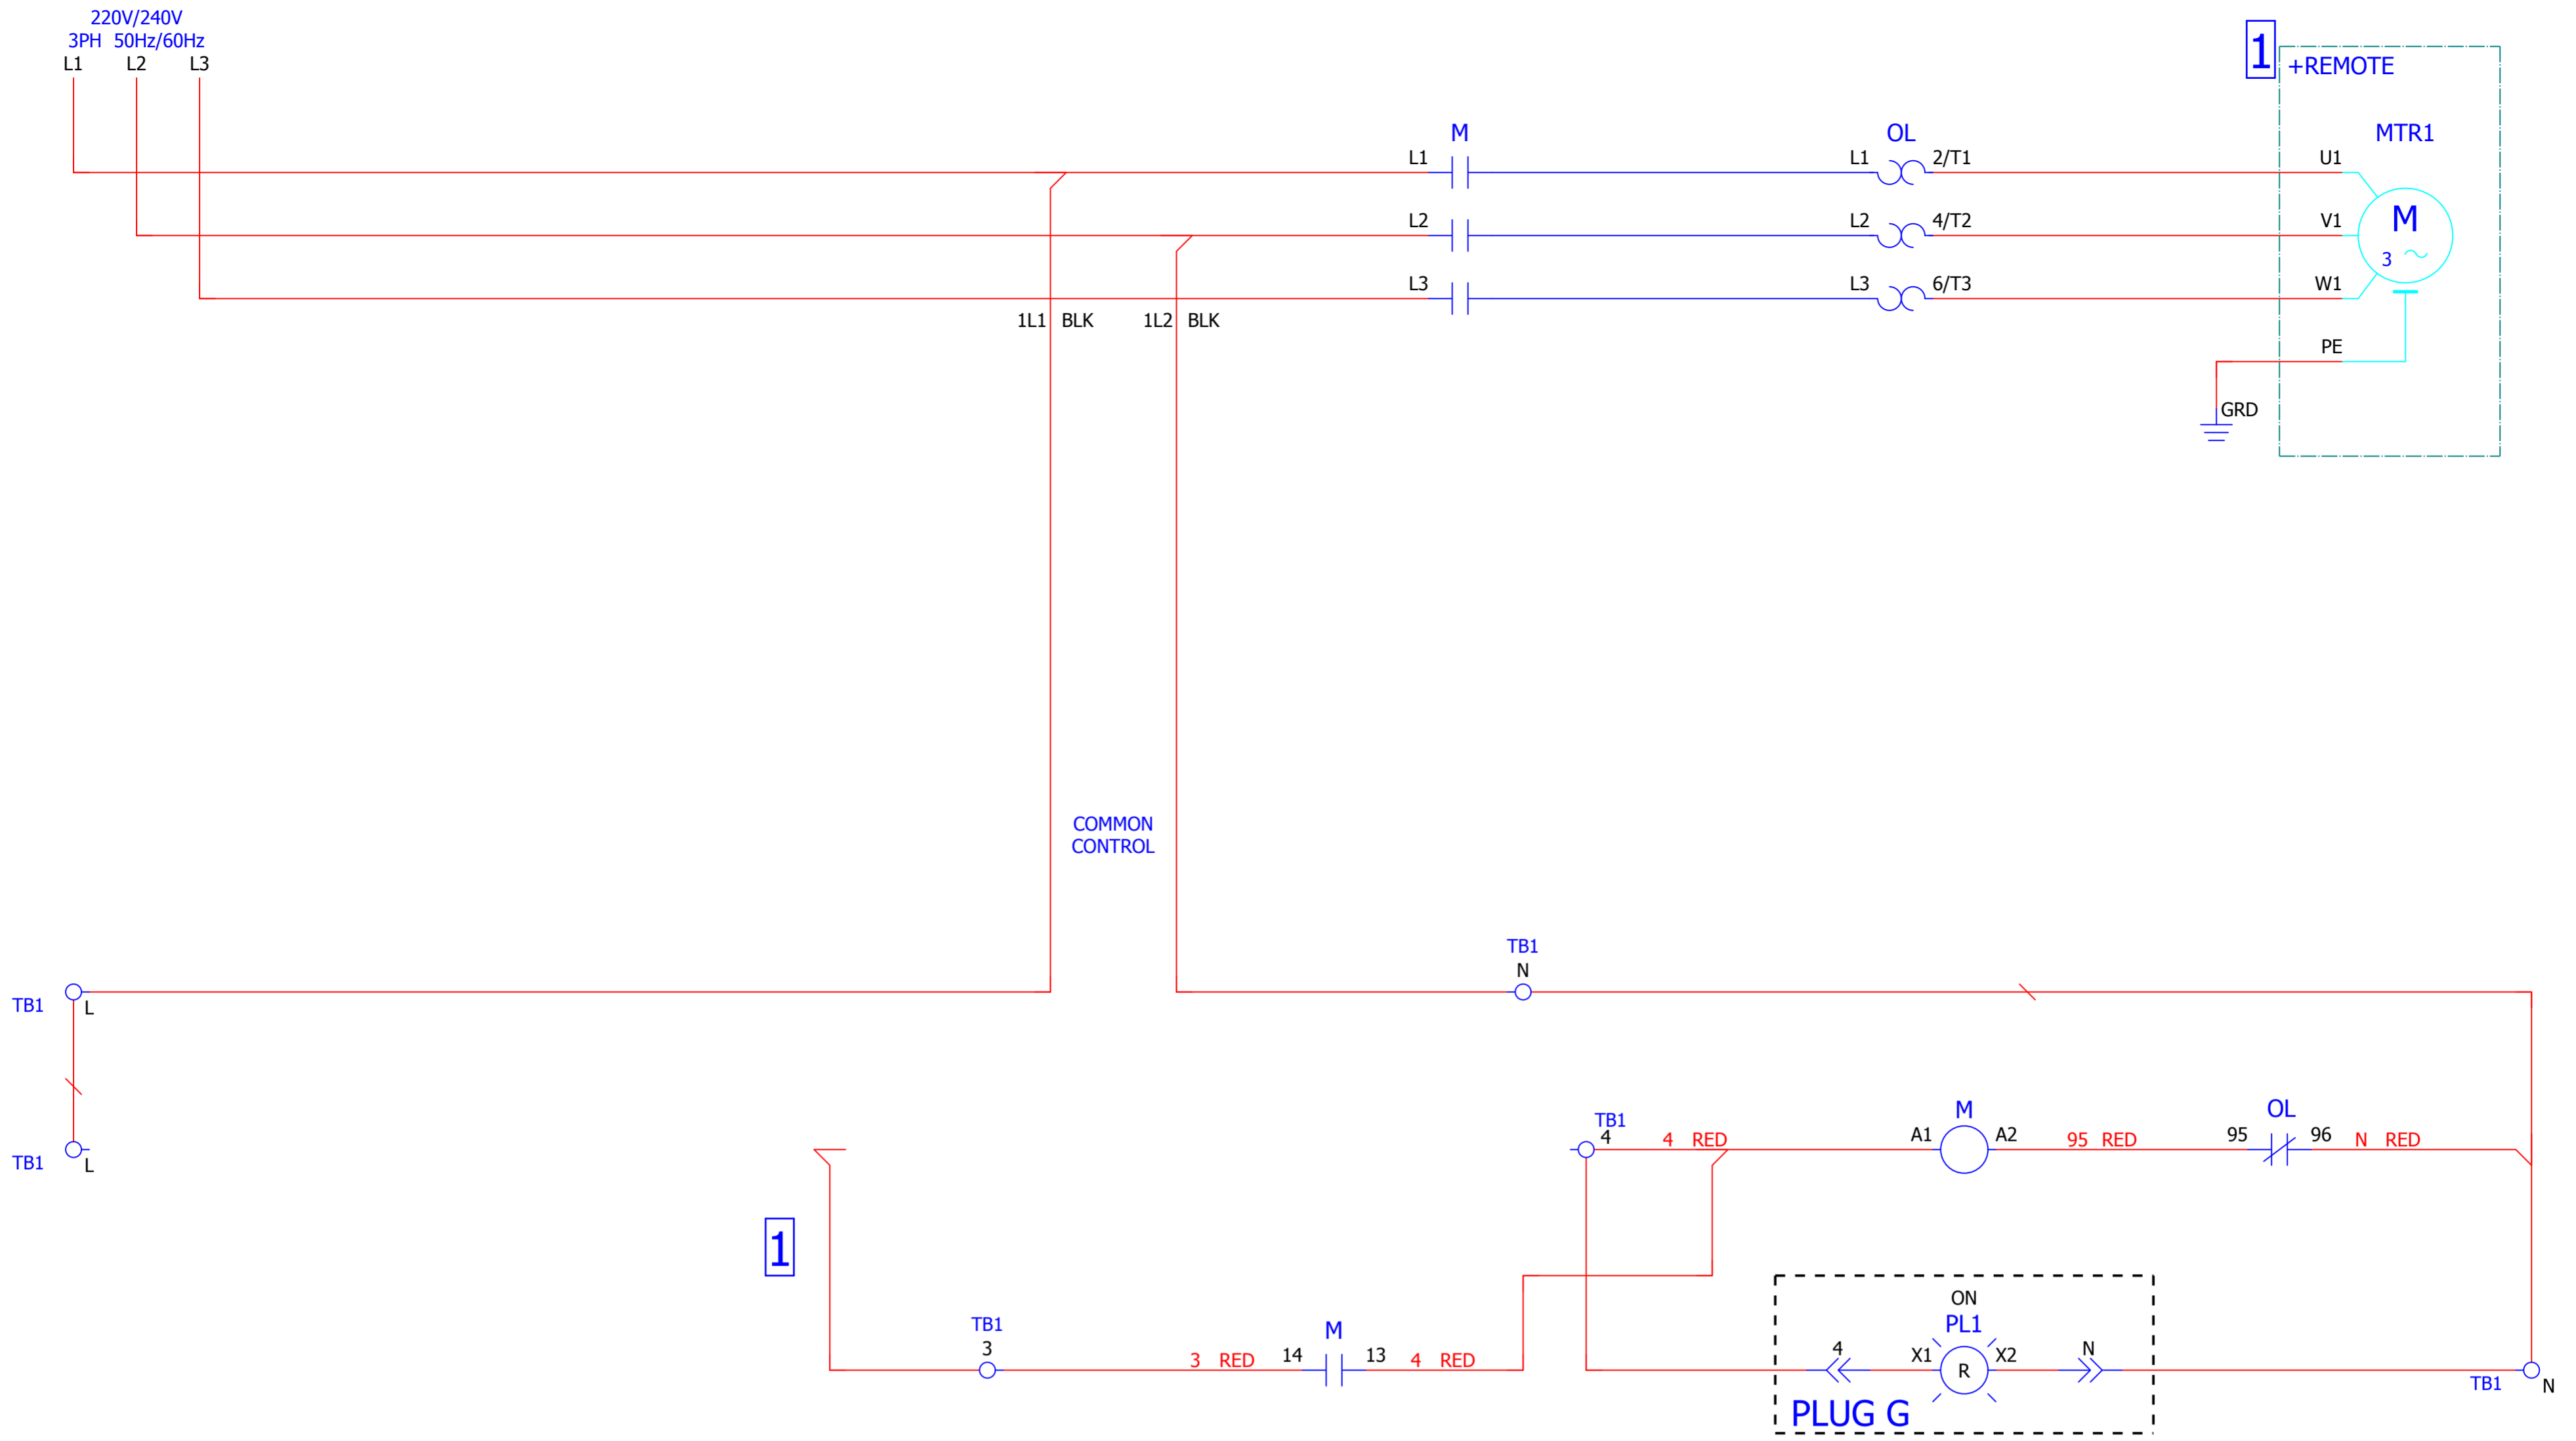 220V/240V
3PH 50Hz/60Hz
L1 L2 L3
1
+REMOTE
M OL MTR1
L1 L1 2/T1 U1
L2 L2 4/T2 V1 M
3
L3 L3 6/T3 W1
1L1 BLK 1L2 BLK
PE
GRD
COMMON
CONTROL
TB1
N
TB1 L
TB1
4 4 RED A1 M A2 95 RED 95 OL 96 N RED
TB1 L
1
ON
TB1 M PL1
3 3 RED 14 13 4 RED 4 X1 R X2 N
TB1 N
PLUG G